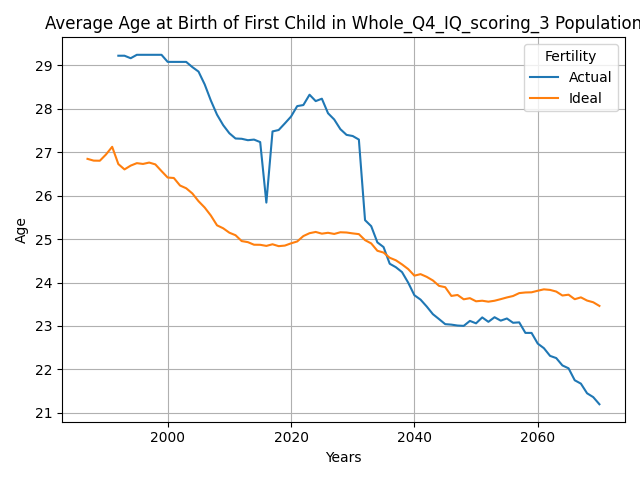 Average Age at Birth of First Child in Whole_Q4_IQ_scoring_3 Population
Fertility
Actual
Ideal
29
28
27
26
25
24
23
22
21
Age
2000 2020 2040 2060
Years